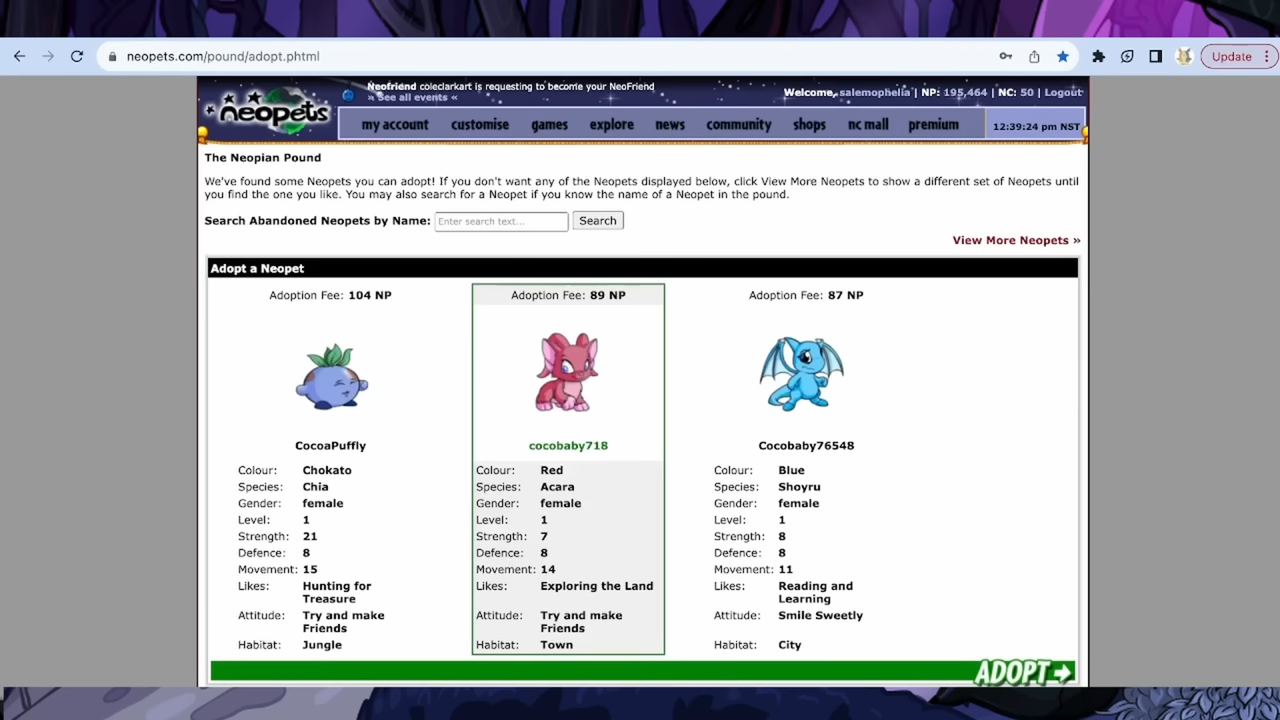 neopets.com/pound/adopt.phtml
Update
neopets
Neofriend coleclarkart is requesting to become your NeoFriend
» See all events «
Welcome, salemophelia | NP: 195,464 | NC: 50 | Logout
my account customise games explore news community shops nc mall premium
12:39:24 pm NST
The Neopian Pound
We've found some Neopets you can adopt! If you don't want any of the Neopets displayed below, click View More Neopets to show a different set of Neopets until
you find the one you like. You may also search for a Neopet if you know the name of a Neopet in the pound.
Search Abandoned Neopets by Name: Enter search text... Search
View More Neopets »
Adopt a Neopet
Adoption Fee: 104 NP
CocoaPuffly
Colour: Chokato
Species: Chia
Gender: female
Level: 1
Strength: 21
Defence: 8
Movement: 15
Likes: Hunting for
Treasure
Attitude: Try and make
Friends
Habitat: Jungle
Adoption Fee: 89 NP
cocobaby718
Colour: Red
Species: Acara
Gender: female
Level: 1
Strength: 7
Defence: 8
Movement: 14
Likes: Exploring the Land
Attitude: Try and make
Friends
Habitat: Town
Adoption Fee: 87 NP
Cocobaby76548
Colour: Blue
Species: Shoyru
Gender: female
Level: 1
Strength: 8
Defence: 8
Movement: 11
Likes: Reading and
Learning
Attitude: Smile Sweetly
Habitat: City
ADOPT